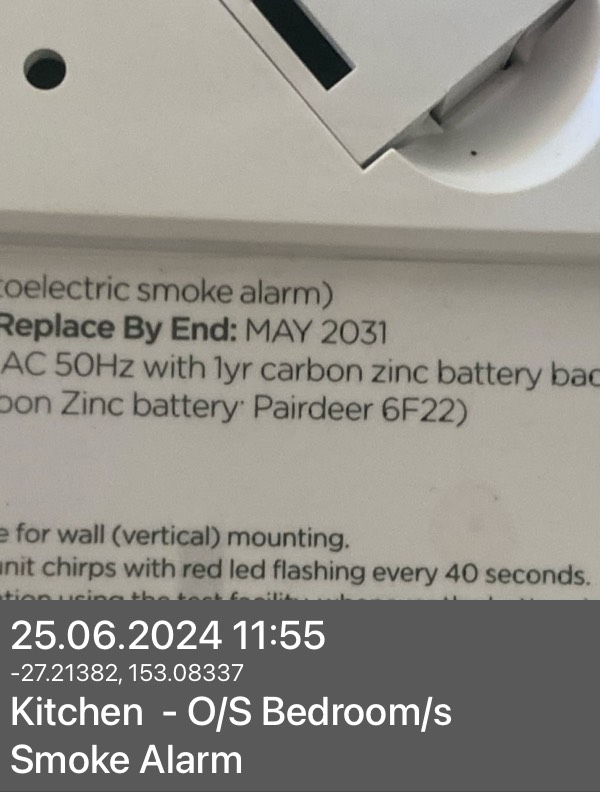 toelectric smoke alarm)
Replace By End: MAY 2031
AC 50Hz with 1yr carbon zinc battery bac
bon Zinc battery: Pairdeer 6F22)
e for wall (vertical) mounting.
unit chirps with red led flashing every 40 seconds.
25.06.2024 11:55
-27.21382, 153.08337
Kitchen - O/S Bedroom/s
Smoke Alarm